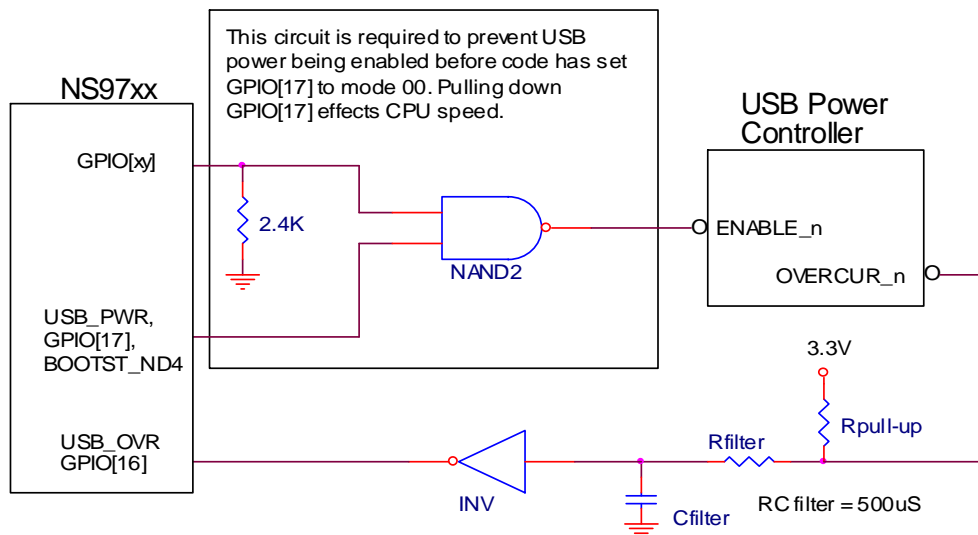 This circuit is required to prevent USB
power being enabled before code has set
GPIO[17] to mode 00. Pulling down
GPIO[17] effects CPU speed.
NS97xx
USB Power
Controller
GPIO[xy]
2.4K
NAND2
ENABLE_n
OVERCUR_n
USB_PWR,
GPIO[17],
BOOTST_ND4
3.3V
Rpull-up
Rfilter
USB_OVR
GPIO[16]
INV
Cfilter
RC filter = 500uS